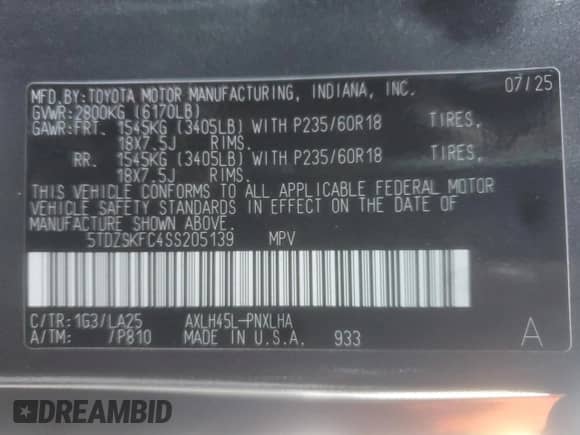 MFD.BY:TOYOTA MOTOR MANUFACTURING, INDIANA, INC. 07/25
GVWR:2800KG (6170LB)
GAWR:FRT. 1545KG (3405LB) WITH P235/60R18 TIRES,
18X7.5J RIMS.
RR. 1545KG (3405LB) WITH P235/60R18 TIRES,
18X7.5J RIMS.
THIS VEHICLE CONFORMS TO ALL APPLICABLE FEDERAL MOTOR
VEHICLE SAFETY STANDARDS IN EFFECT ON THE DATE OF
MANUFACTURE SHOWN ABOVE.
5TDZSKFC4SS205139 MPV
C/TR:1G3/LA25 AXLH45L-PNXLHA
A/TM: /P810 MADE IN U.S.A. 933 A
DREAMBID